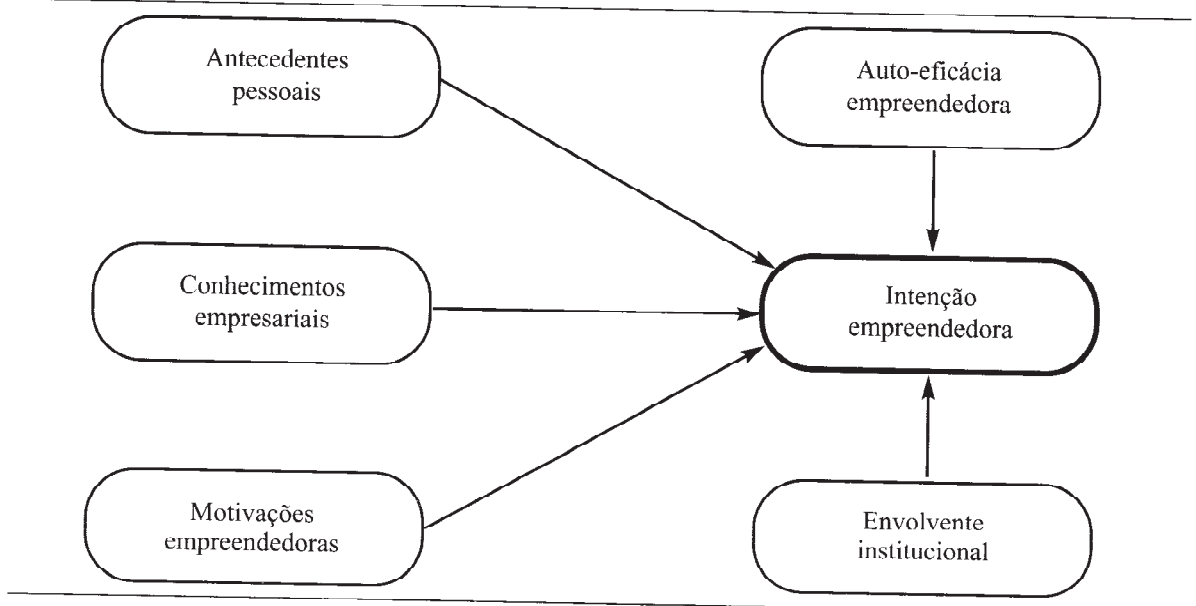 Antecedentes
pessoais
Auto-eficácia
empreendedora
Conhecimentos
empresariais
Intenção
empreendedora
Motivações
empreendedoras
Envolvente
institucional